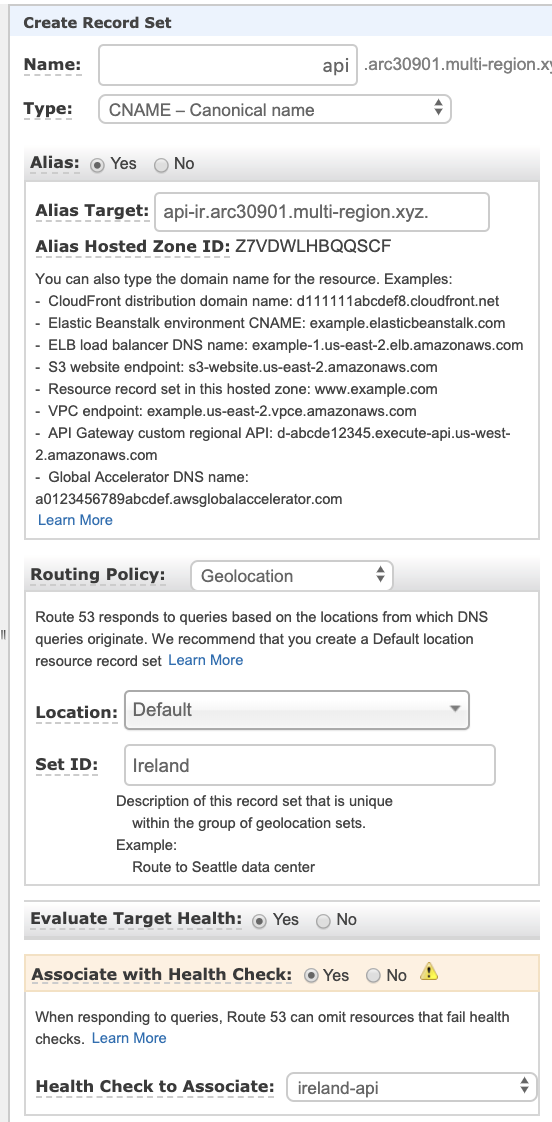 Create Record Set
Name: api .arc30901.multi-region.xy
Type: CNAME – Canonical name
Alias: Yes No
Alias Target: api-ir.arc30901.multi-region.xyz.
Alias Hosted Zone ID: Z7VDWLHBQQSCF
You can also type the domain name for the resource. Examples:
- CloudFront distribution domain name: d111111abcdef8.cloudfront.net
- Elastic Beanstalk environment CNAME: example.elasticbeanstalk.com
- ELB load balancer DNS name: example-1.us-east-2.elb.amazonaws.com
- S3 website endpoint: s3-website.us-east-2.amazonaws.com
- Resource record set in this hosted zone: www.example.com
- VPC endpoint: example.us-east-2.vpce.amazonaws.com
- API Gateway custom regional API: d-abcde12345.execute-api.us-west-
2.amazonaws.com
- Global Accelerator DNS name:
a0123456789abcdef.awsglobalaccelerator.com
Learn More
Routing Policy: Geolocation
Route 53 responds to queries based on the locations from which DNS
queries originate. We recommend that you create a Default location
resource record set Learn More
Location: Default
Set ID: Ireland
Description of this record set that is unique
within the group of geolocation sets.
Example:
Route to Seattle data center
Evaluate Target Health: Yes No
Associate with Health Check: Yes No
When responding to queries, Route 53 can omit resources that fail health
checks. Learn More
Health Check to Associate: ireland-api